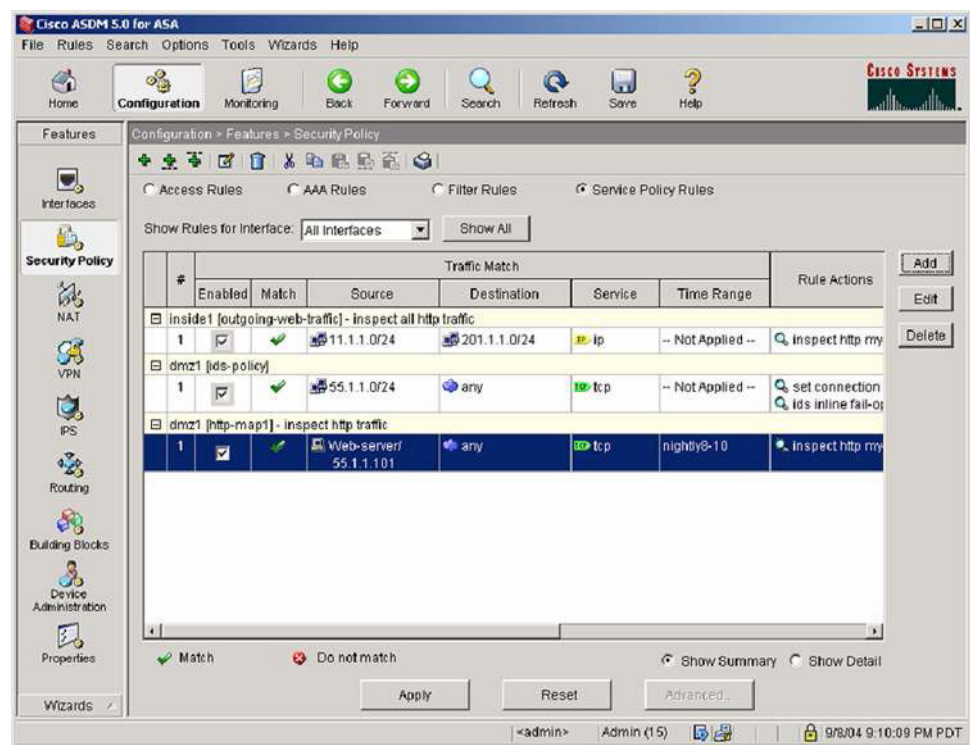 Cisco ASDM 5.0 for ASA
File Rules Search Options Tools Wizards Help
Home Configuration Monitoring Back Forward Search Refresh Save Help
CISCO SYSTEMS
Features
Configuration > Features > Security Policy
Interfaces
Security Policy
NAT
VPN
IPS
Routing
Building Blocks
Device Administration
Properties
Wizards
Access Rules AAA Rules Filter Rules Service Policy Rules
Show Rules for Interface: All Interfaces Show All
# Traffic Match Rule Actions
Enabled Match Source Destination Service Time Range
inside1 [outgoing-web-traffic] - inspect all http traffic
1 11.1.1.0/24 201.1.1.0/24 ip -- Not Applied -- inspect http my
dmz1 [ids-policy]
1 55.1.1.0/24 any tcp -- Not Applied -- set connection
ids inline fail-op
dmz1 [http-map1] - inspect http traffic
1 Web-server/ any tcp nightly8-10 inspect http my
55.1.1.101
Add
Edit
Delete
Match Do not match Show Summary Show Detail
Apply Reset Advanced..
<admin> Admin (15) 9/8/04 9:10:09 PM PDT